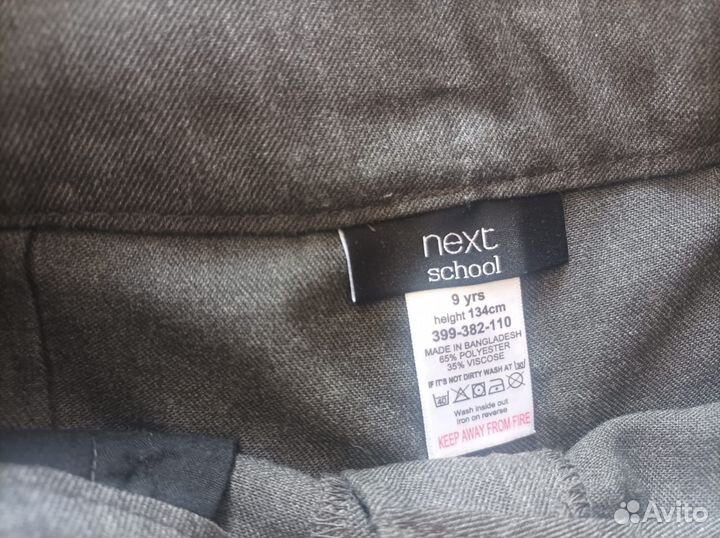 next
school
9 yrs
height 134cm
399-382-110
MADE IN BANGLADESH
65% POLYESTER
35% VISCOSE
IF IT'S NOT DIRTY WASH AT 30
40
Wash inside out
iron on reverse
KEEP AWAY FROM FIRE
Avito